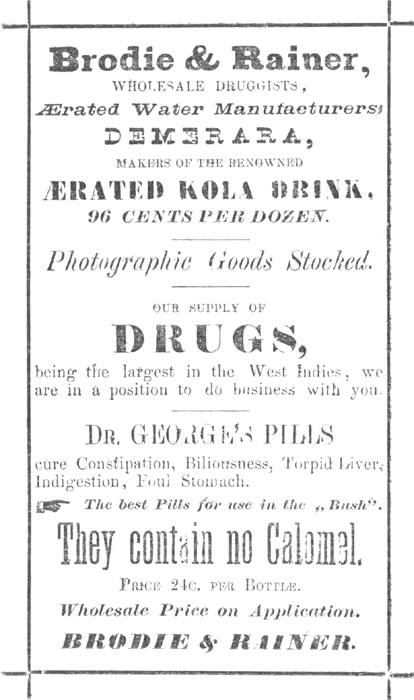 Brodie & Rainer,
WHOLESALE DRUGGISTS,
Ærated Water Manufacturers,
DEMERARA,
MAKERS OF THE RENOWNED
ÆRATED KOLA DRINK,
96 CENTS PER DOZEN.
Photographic Goods Stocked.
OUR SUPPLY OF
DRUGS,
being the largest in the West Indies, we
are in a position to do business with you.
DR. GEORGE'S PILLS
cure Constipation, Biliousness, Torpid Liver,
Indigestion, Foul Stomach.
☛ The best Pills for use in the „Bush".
They contain no Calomel.
PRICE 24C. PER BOTTLE.
Wholesale Price on Application.
BRODIE & RAINER.